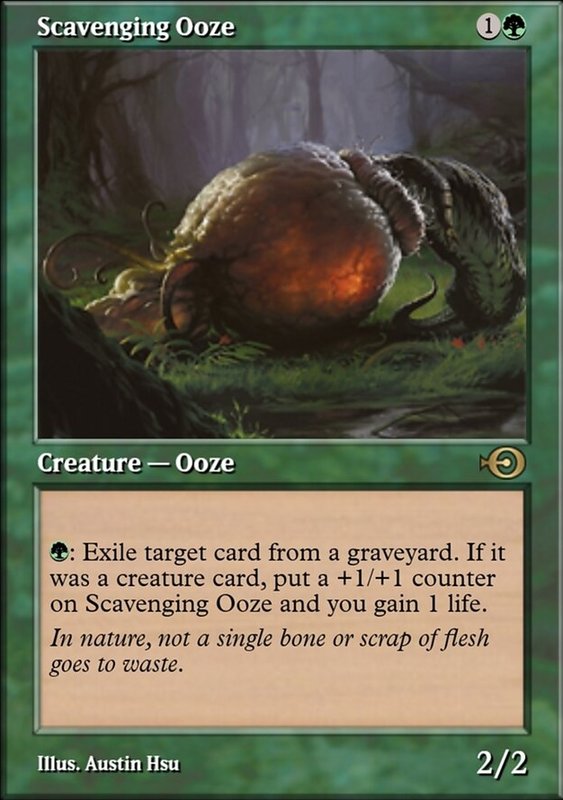 Scavenging Ooze 1
Creature — Ooze
: Exile target card from a graveyard. If it
was a creature card, put a +1/+1 counter
on Scavenging Ooze and you gain 1 life.
In nature, not a single bone or scrap of flesh
goes to waste.
Illus. Austin Hsu 2/2